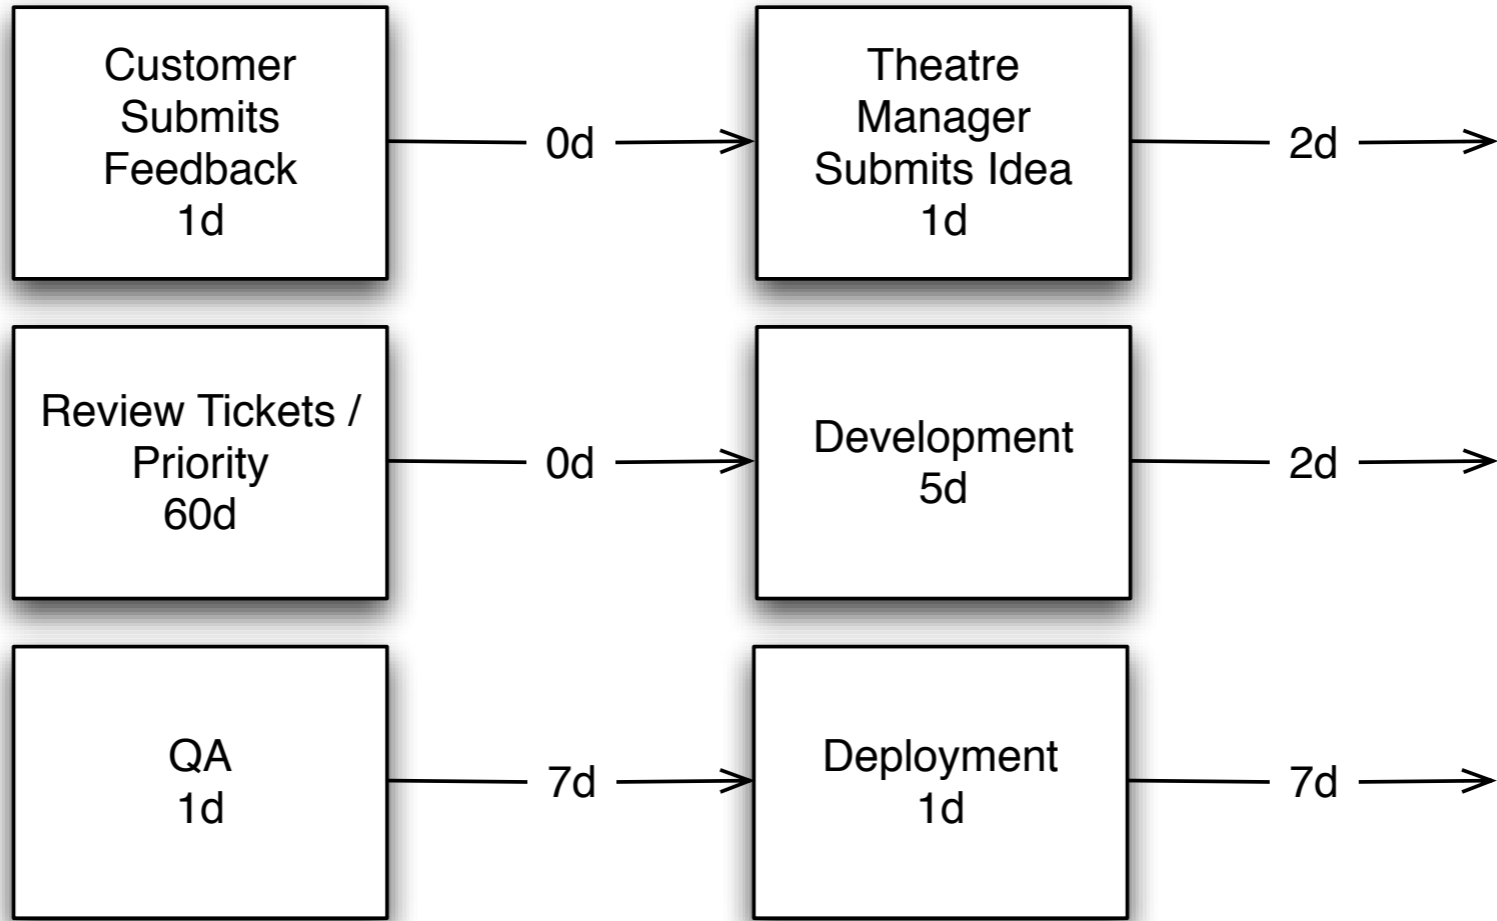 Customer
Submits
Feedback
1d
0d
Theatre
Manager
Submits Idea
1d
2d
Review Tickets /
Priority
60d
0d
Development
5d
2d
QA
1d
7d
Deployment
1d
7d